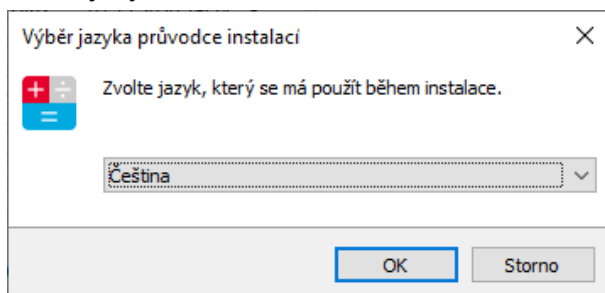 Výběr jazyka průvodce instalací
Zvolte jazyk, který se má použít během instalace.
Čeština
OK
Storno